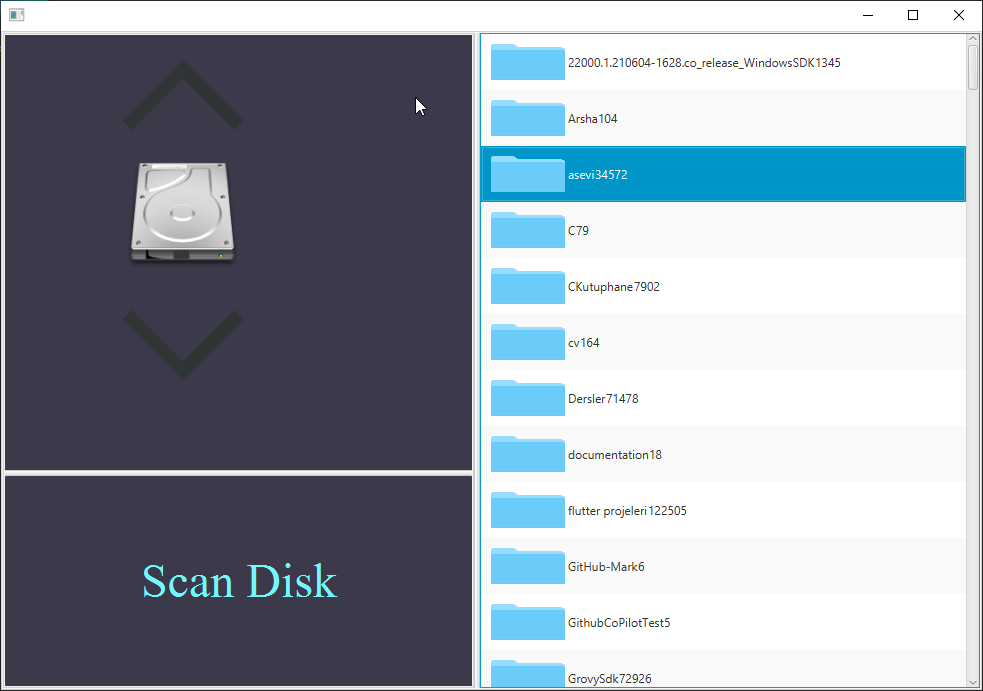 22000.1.210604-1628.co_release_WindowsSDK1345
Arsha104
asevi34572
C79
CKutuphane7902
cv164
Dersler71478
documentation18
flutter projeleri122505
GitHub-Mark6
GithubCoPilotTest5
GrovySdk72926
Scan Disk